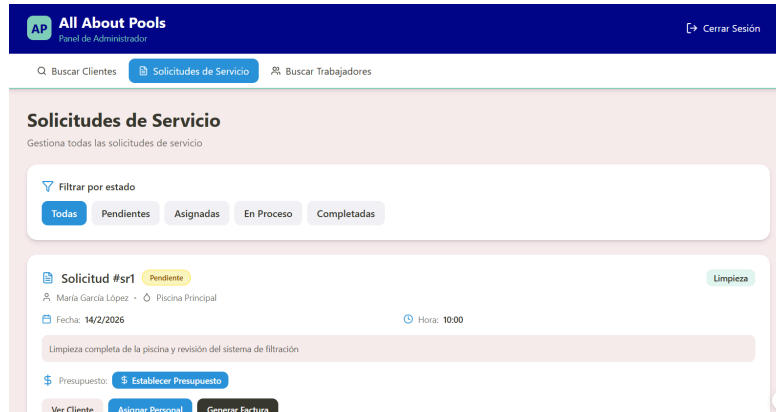 AP All About Pools
Panel de Administrador
Cerrar Sesión
Buscar Clientes Solicitudes de Servicio Buscar Trabajadores
Solicitudes de Servicio
Gestiona todas las solicitudes de servicio
Filtrar por estado
Todas Pendientes Asignadas En Proceso Completadas
Solicitud #sr1 Pendiente Limpieza
María García López • Piscina Principal
Fecha: 14/2/2026 Hora: 10:00
Limpieza completa de la piscina y revisión del sistema de filtración
$ Presupuesto: $ Establecer Presupuesto
Ver Cliente Asignar Personal Generar Factura